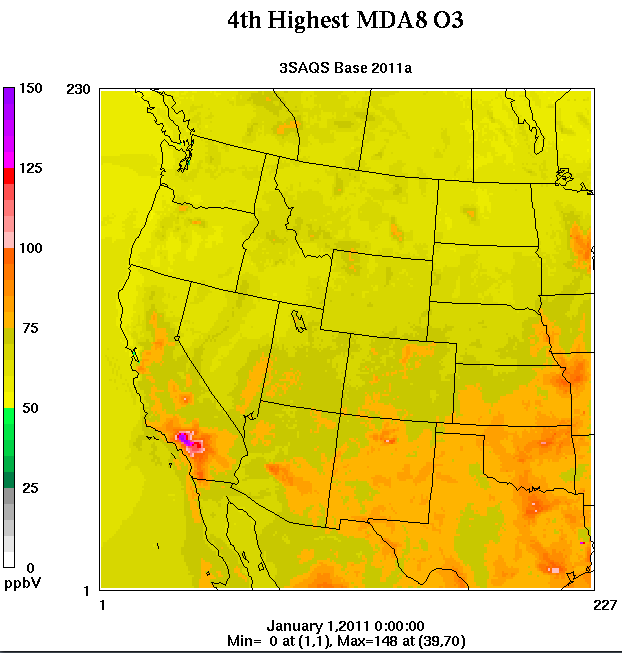 4th Highest MDA8 O3
3SAQS Base 2011a
150
125
100
75
50
25
0
ppbV
230
1
1
227
January 1,2011 0:00:00
Min= 0 at (1,1), Max=148 at (39,70)